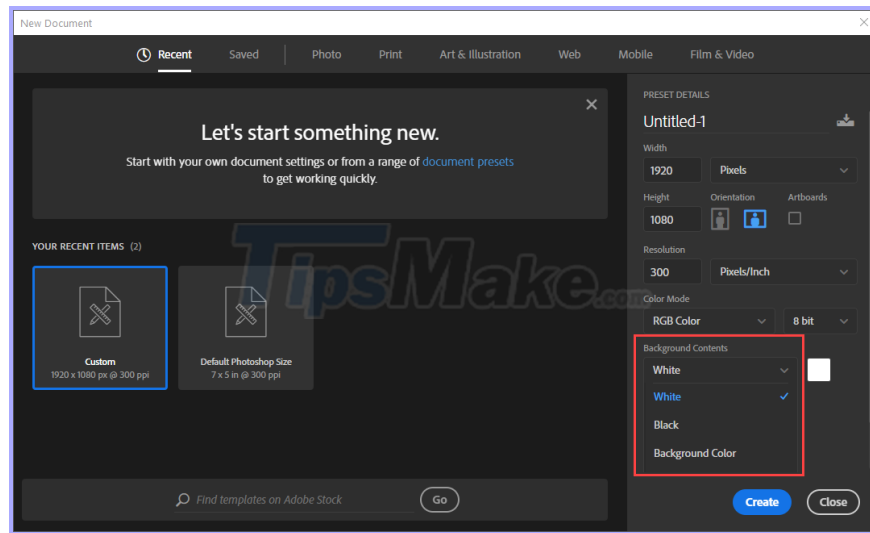 New Document
Recent Saved Photo Print Art & Illustration Web Mobile Film & Video
Let's start something new.
Start with your own document settings or from a range of document presets
to get working quickly.
YOUR RECENT ITEMS (2)
Custom
1920 x 1080 px @ 300 ppi
Default Photoshop Size
7 x 5 in @ 300 ppi
TipsMake.com
Find templates on Adobe Stock
Go
PRESET DETAILS
Untitled-1
Width
1920 Pixels
Height Orientation Artboards
1080
Resolution
300 Pixels/Inch
Color Mode
RGB Color 8 bit
Background Contents
White
White
Black
Background Color
Create Close